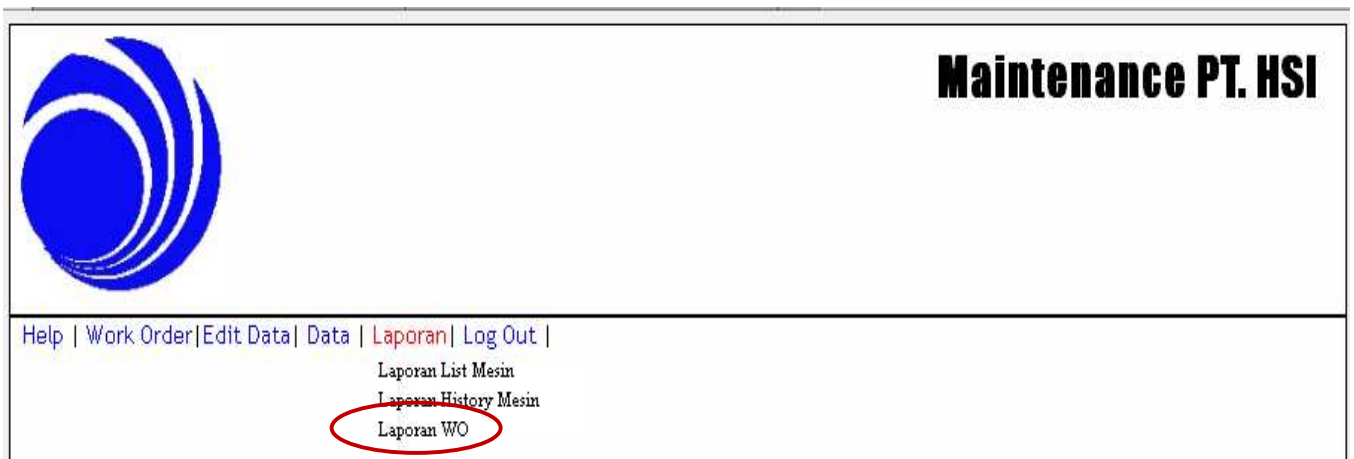 Maintenance PT. HSI
Help | Work Order|Edit Data| Data | Laporan| Log Out |
Laporan List Mesin
Laporan History Mesin
Laporan WO